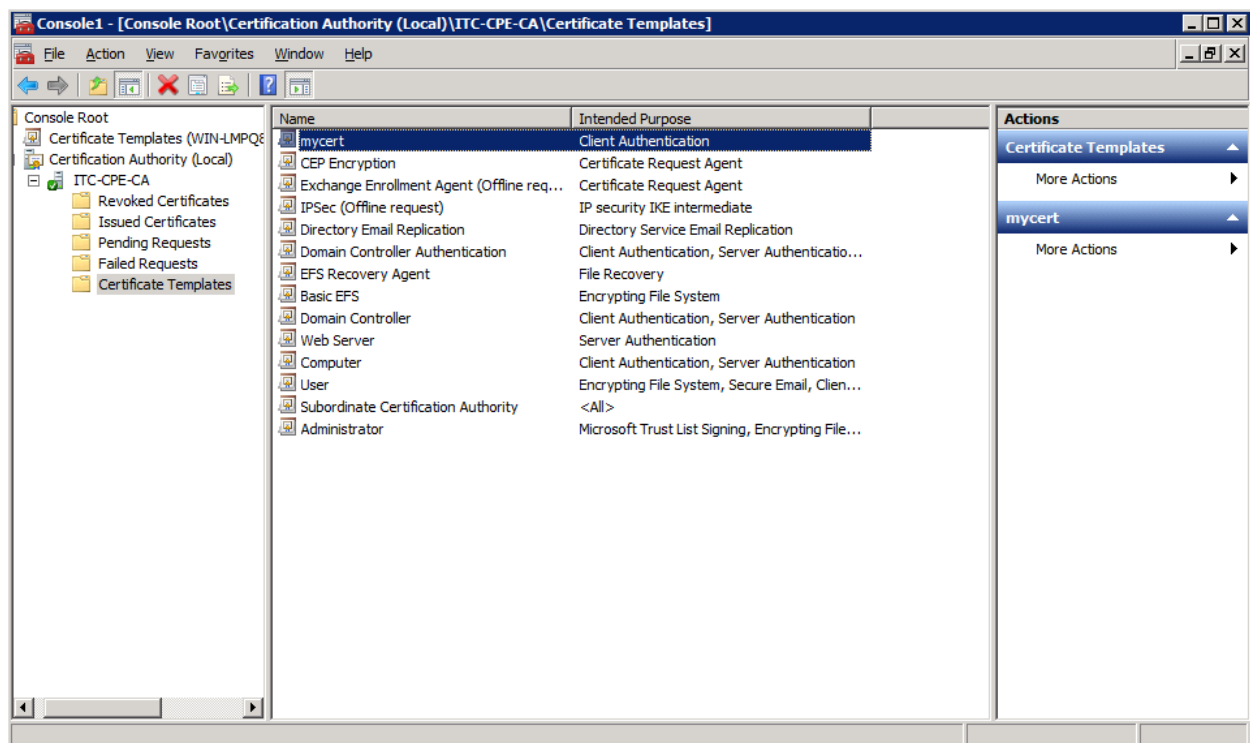 Console1 - [Console Root\Certification Authority (Local)\ITC-CPE-CA\Certificate Templates]
File Action View Favorites Window Help
Console Root
Certificate Templates (WIN-LMPQ8
Certification Authority (Local)
ITC-CPE-CA
Revoked Certificates
Issued Certificates
Pending Requests
Failed Requests
Certificate Templates
Name Intended Purpose
mycert Client Authentication
CEP Encryption Certificate Request Agent
Exchange Enrollment Agent (Offline req... Certificate Request Agent
IPSec (Offline request) IP security IKE intermediate
Directory Email Replication Directory Service Email Replication
Domain Controller Authentication Client Authentication, Server Authenticatio...
EFS Recovery Agent File Recovery
Basic EFS Encrypting File System
Domain Controller Client Authentication, Server Authentication
Web Server Server Authentication
Computer Client Authentication, Server Authentication
User Encrypting File System, Secure Email, Clien...
Subordinate Certification Authority <All>
Administrator Microsoft Trust List Signing, Encrypting File...
Actions
Certificate Templates
More Actions
mycert
More Actions